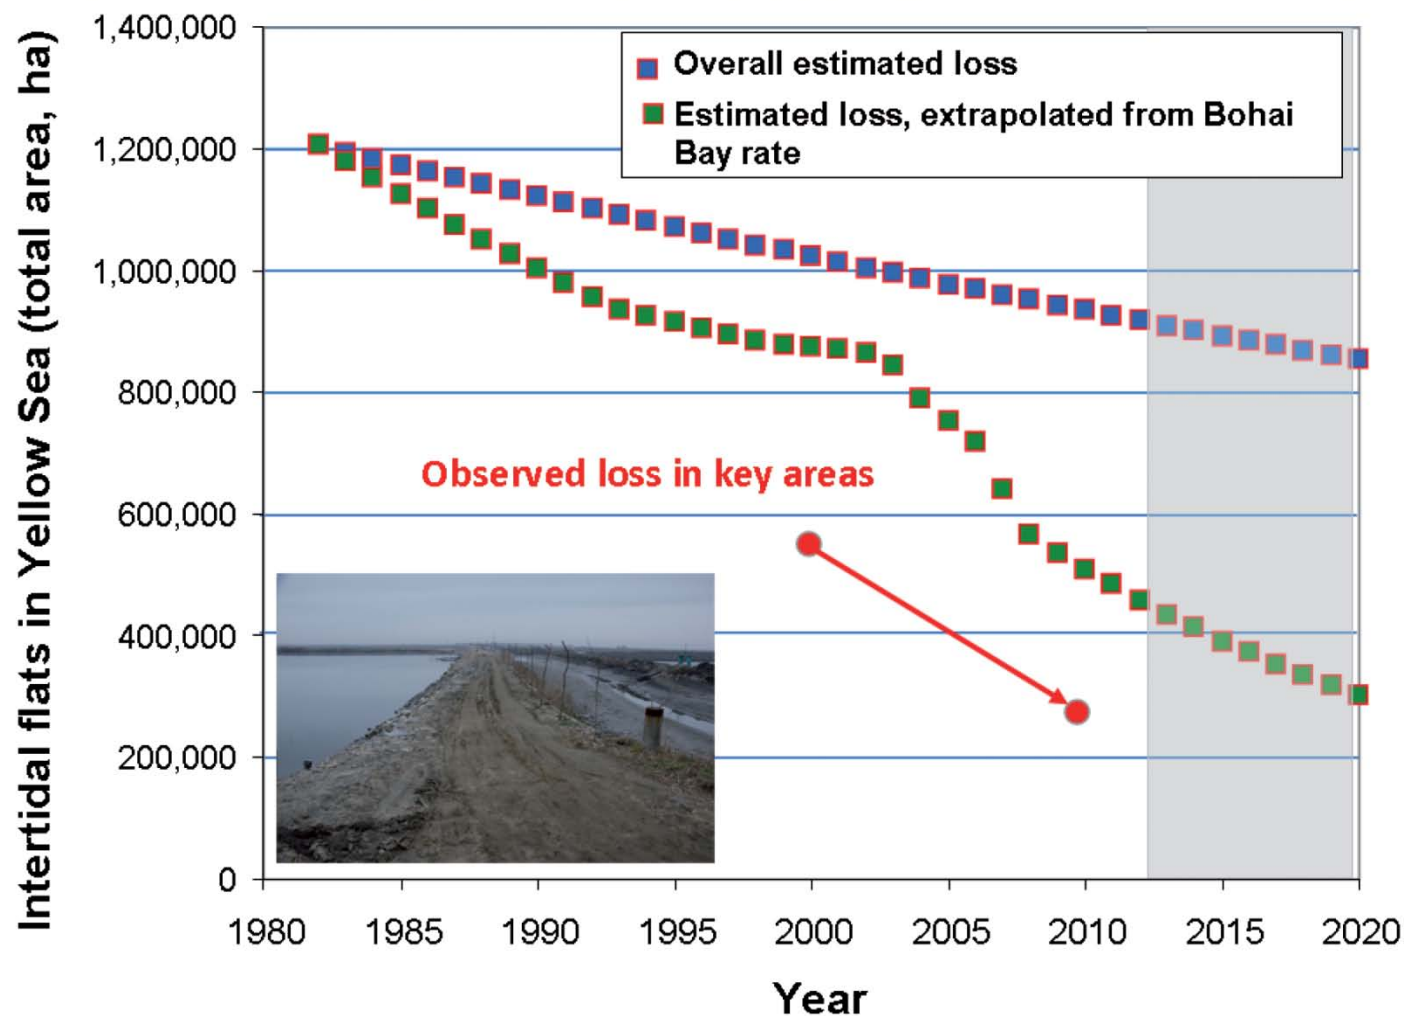 Intertidal flats in Yellow Sea (total area, ha)
1,400,000
1,200,000
1,000,000
800,000
600,000
400,000
200,000
0
Overall estimated loss
Estimated loss, extrapolated from Bohai
Bay rate
Observed loss in key areas
1980
1985
1990
1995
2000
2005
2010
2015
2020
Year